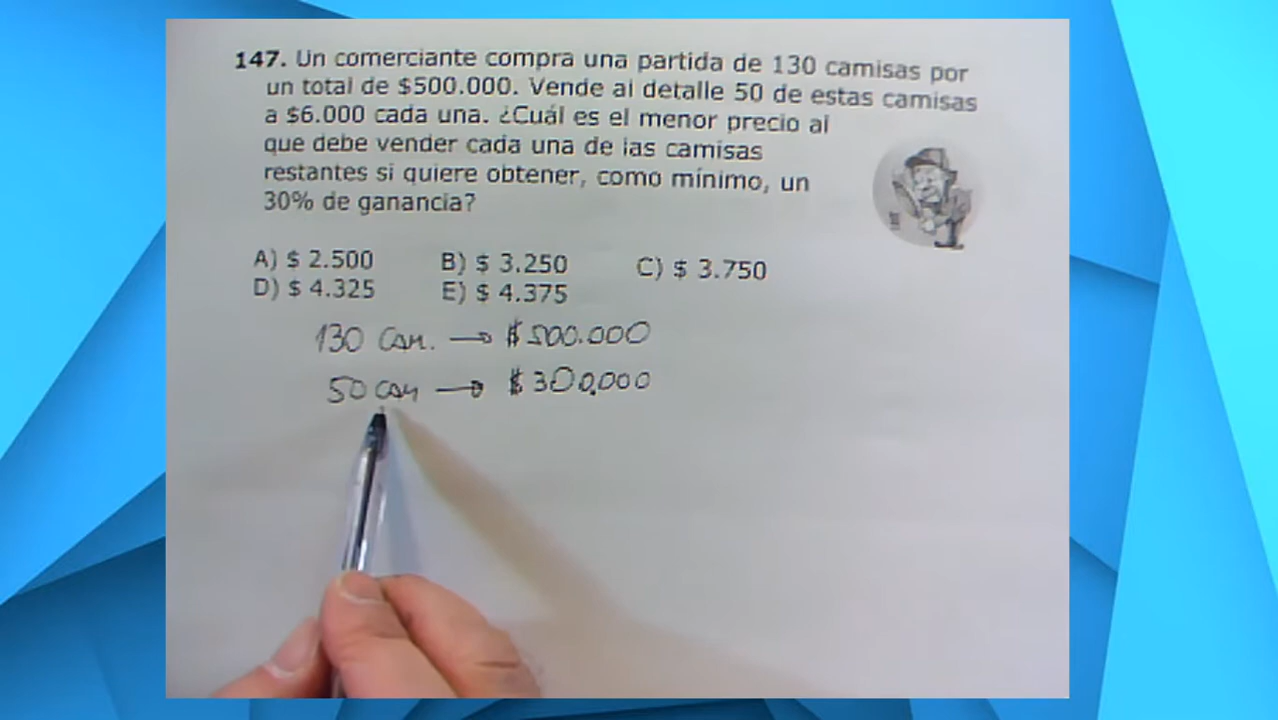 147. Un comerciante compra una partida de 130 camisas por
un total de $500.000. Vende al detalle 50 de estas camisas
a $6.000 cada una. ¿Cuál es el menor precio al
que debe vender cada una de las camisas
restantes si quiere obtener, como mínimo, un
30% de ganancia?
A) $ 2.500 B) $ 3.250 C) $ 3.750
D) $ 4.325 E) $ 4.375
130 Cam. → $500.000
50 cam → $300.000